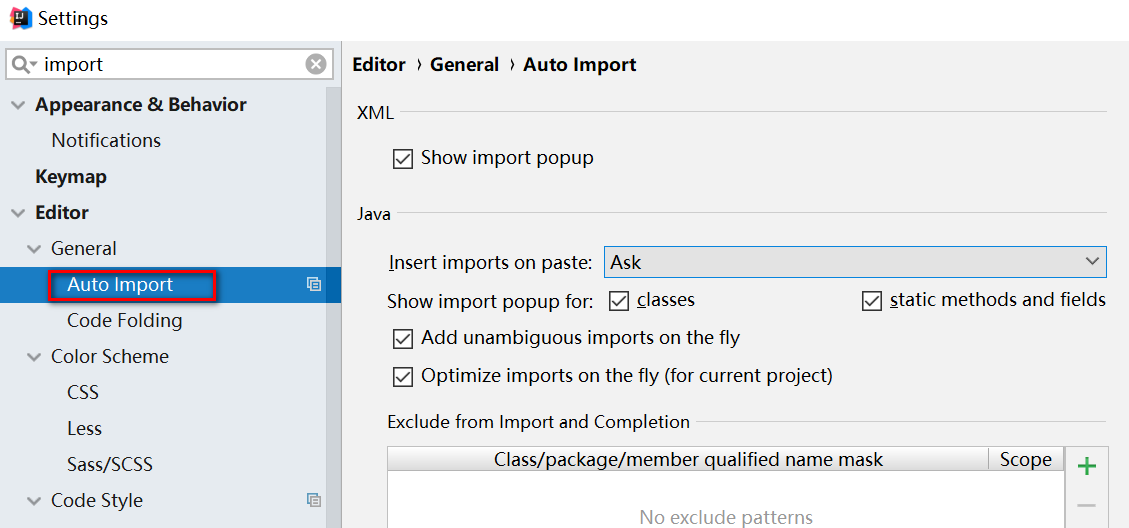 Settings
import
Appearance & Behavior
Notifications
Keymap
Editor
General
Auto Import
Code Folding
Color Scheme
CSS
Less
Sass/SCSS
Code Style
Editor › General › Auto Import
XML
Show import popup
Java
Insert imports on paste: Ask
Show import popup for: classes static methods and fields
Add unambiguous imports on the fly
Optimize imports on the fly (for current project)
Exclude from Import and Completion
Class/package/member qualified name mask Scope
No exclude patterns